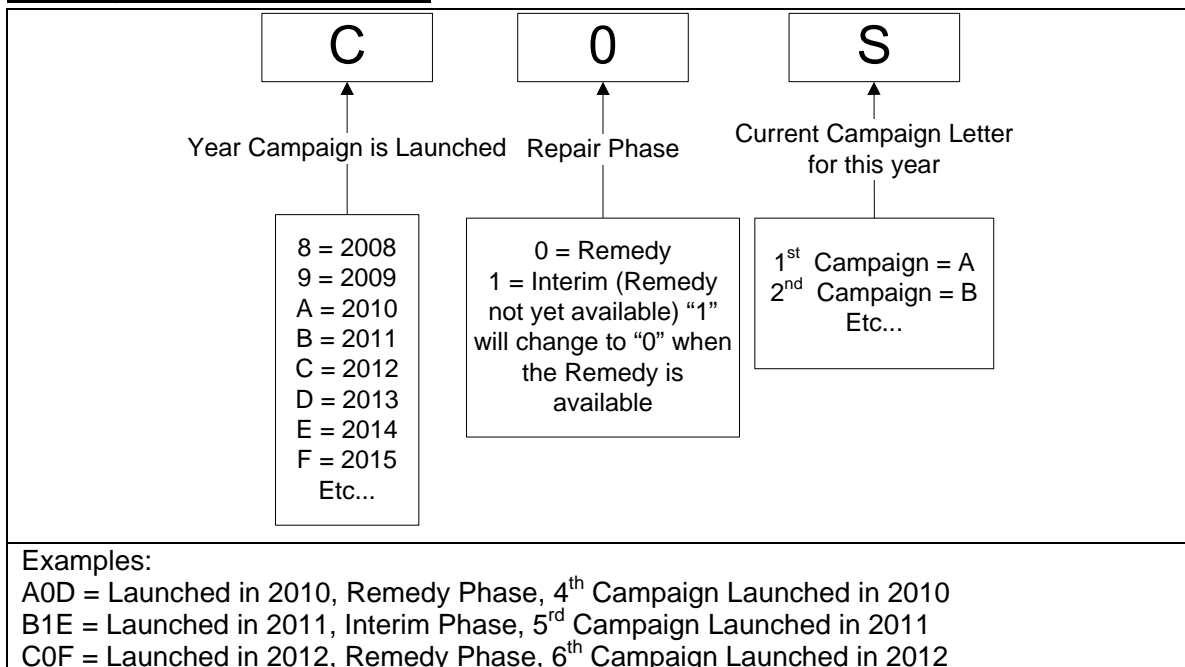 C 0 S
Year Campaign is Launched
Repair Phase
Current Campaign Letter
for this year
8 = 2008
9 = 2009
A = 2010
B = 2011
C = 2012
D = 2013
E = 2014
F = 2015
Etc...
0 = Remedy
1 = Interim (Remedy
not yet available) “1”
will change to “0” when
the Remedy is
available
1st Campaign = A
2nd Campaign = B
Etc...
Examples:
A0D = Launched in 2010, Remedy Phase, 4th Campaign Launched in 2010
B1E = Launched in 2011, Interim Phase, 5rd Campaign Launched in 2011
C0F = Launched in 2012, Remedy Phase, 6th Campaign Launched in 2012